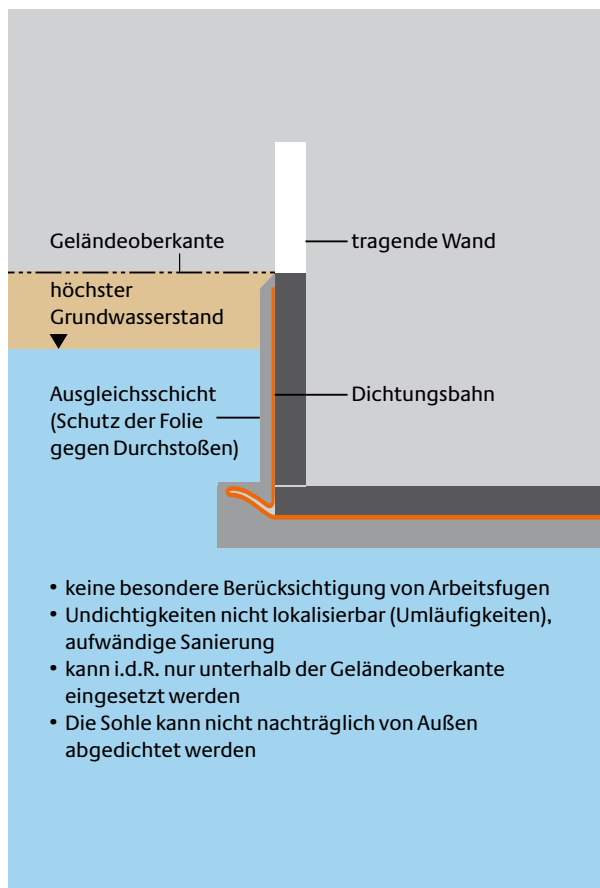 Geländeoberkante
tragende Wand
höchster
Grundwasserstand
Ausgleichsschicht
(Schutz der Folie
gegen Durchstoßen)
Dichtungsbahn
• keine besondere Berücksichtigung von Arbeitsfugen
• Undichtigkeiten nicht lokalisierbar (Umläufigkeiten),
aufwändige Sanierung
• kann i.d.R. nur unterhalb der Geländeoberkante
eingesetzt werden
• Die Sohle kann nicht nachträglich von Außen
abgedichtet werden